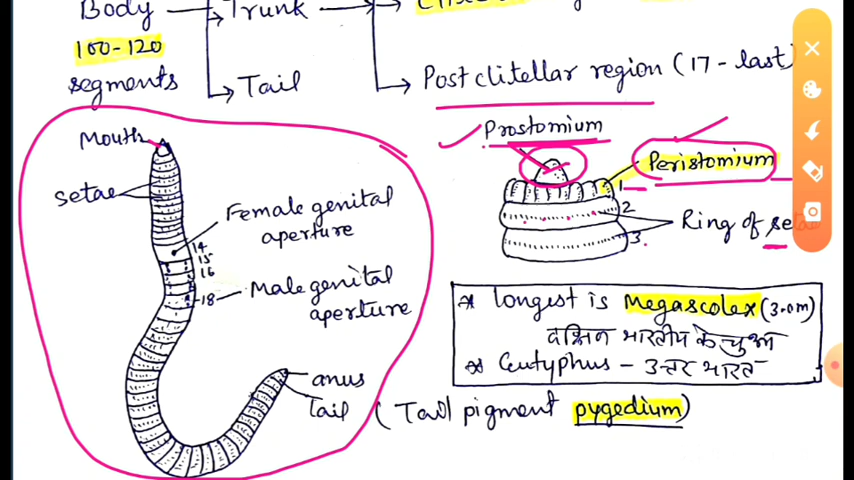 Body
Trunk
100-120
segments
Tail
Post clitellar region (17 - last)
Mouth
Setae
Female genital
aperture
14
15
16
18
Male genital
aperture
anus
Tail (Tail pigment pygedium)
Prostomium
Peristomium
1
2
3
Ring of
* longest is Megascolex (3.0m)
दक्षिण भारतीय केंचुआ
* Eutyphus - उत्तर भारत